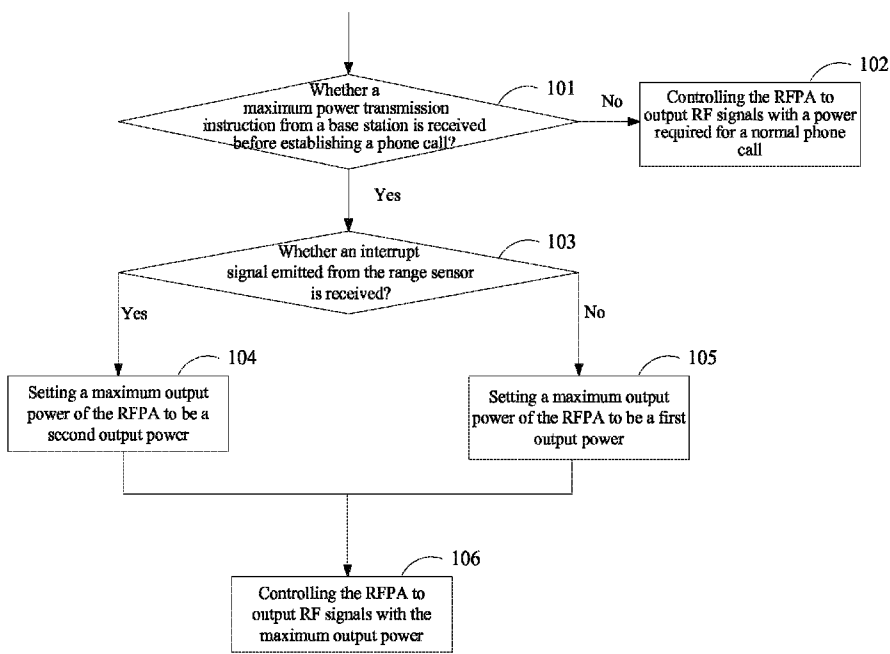 Whether a
maximum power transmission
instruction from a base station is received
before establishing a phone call?
101
No
102
Controlling the RFPA to
output RF signals with a power
required for a normal phone
call
Yes
Whether an interrupt
signal emitted from the range sensor
is received?
103
Yes
No
104
Setting a maximum output
power of the RFPA to be a
second output power
105
Setting a maximum output
power of the RFPA to be a first
output power
106
Controlling the RFPA to
output RF signals with the
maximum output power